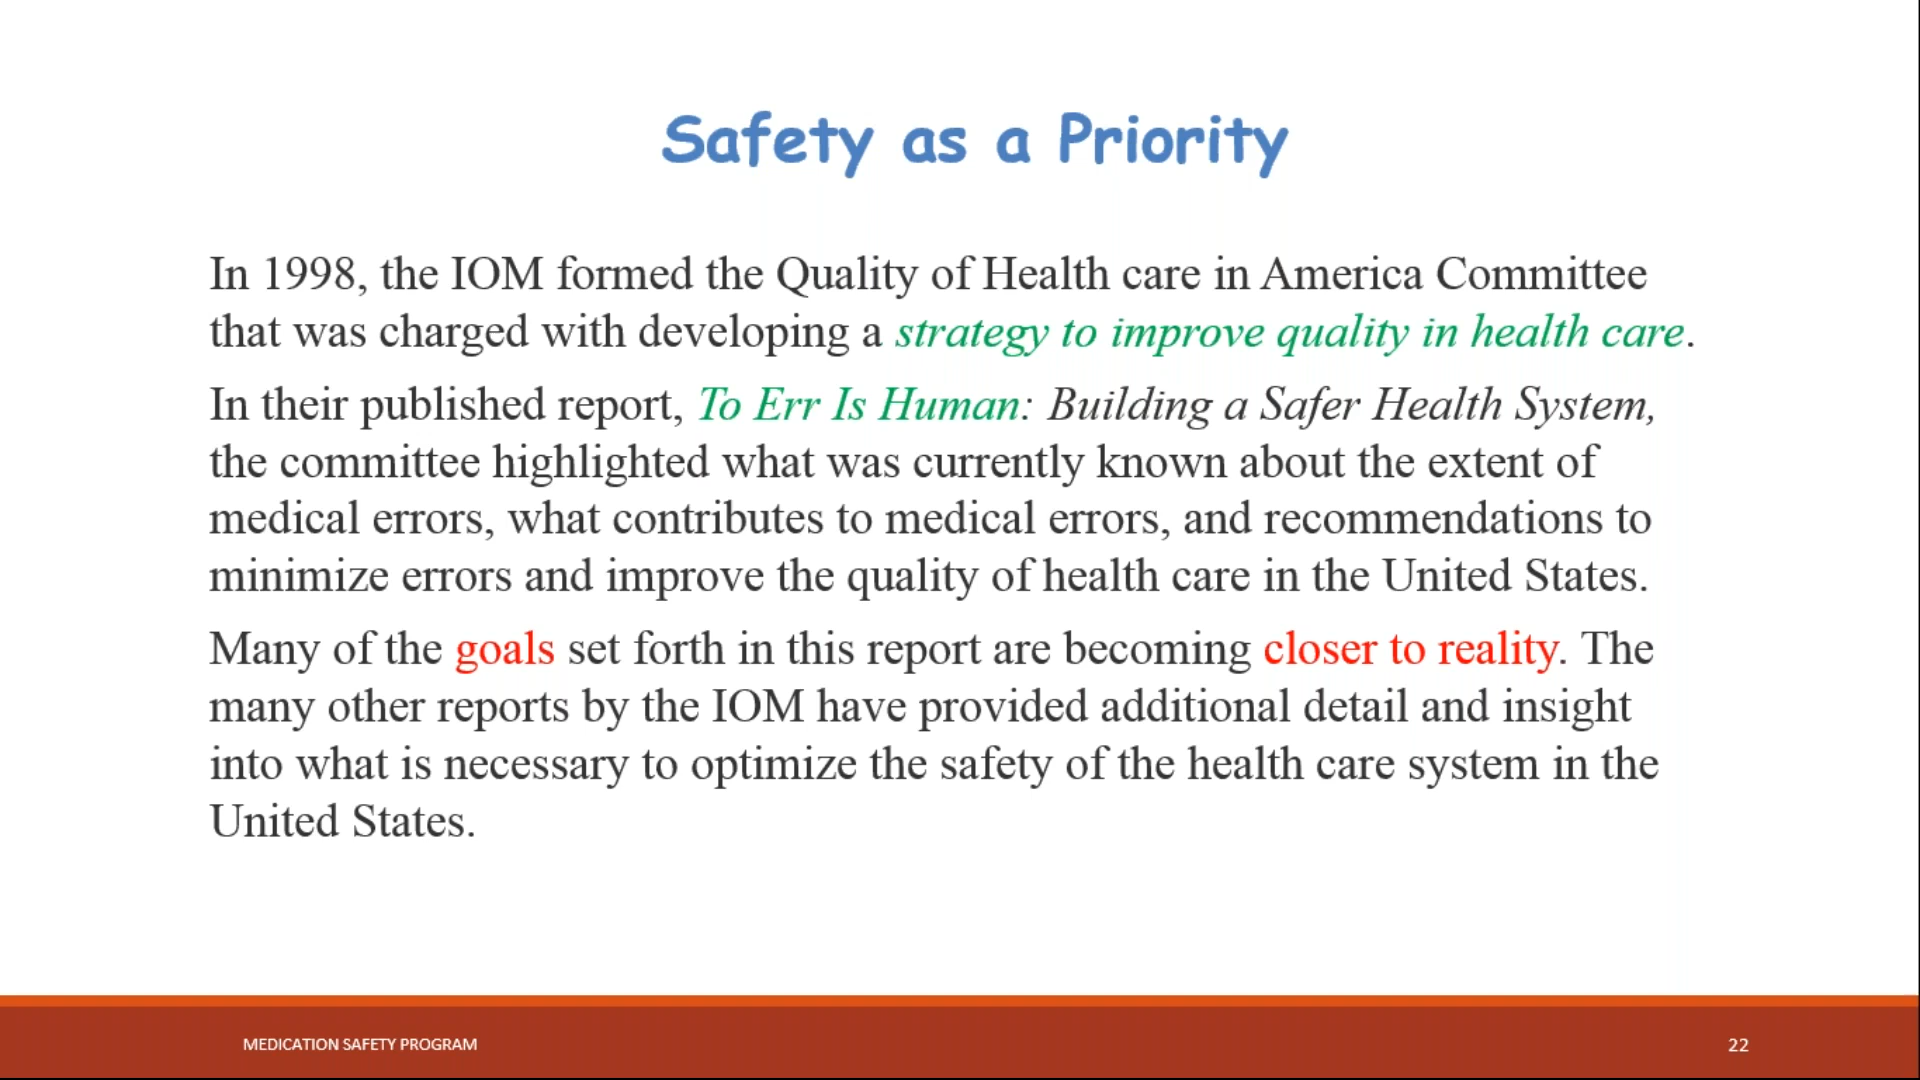 Safety as a Priority
In 1998, the IOM formed the Quality of Health care in America Committee
that was charged with developing a strategy to improve quality in health care.
In their published report, To Err Is Human: Building a Safer Health System,
the committee highlighted what was currently known about the extent of
medical errors, what contributes to medical errors, and recommendations to
minimize errors and improve the quality of health care in the United States.
Many of the goals set forth in this report are becoming closer to reality. The
many other reports by the IOM have provided additional detail and insight
into what is necessary to optimize the safety of the health care system in the
United States.
MEDICATION SAFETY PROGRAM
22